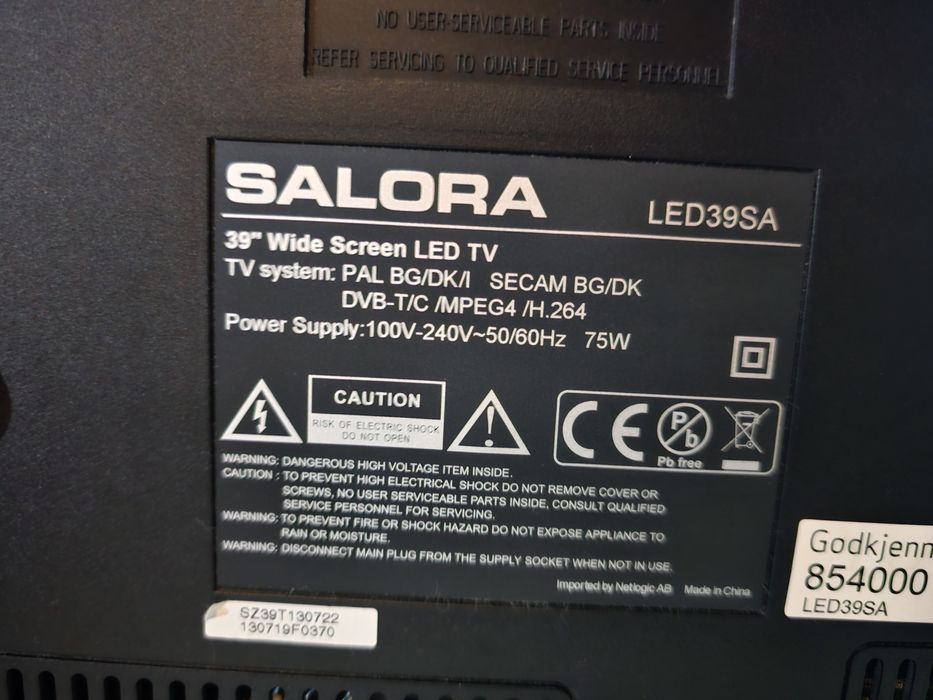 NO USER-SERVICEABLE PARTS INSIDE
REFER SERVICING TO QUALIFIED SERVICE PERSONNEL
SALORA
LED39SA
39" Wide Screen LED TV
TV system: PAL BG/DK/I SECAM BG/DK
DVB-T/C /MPEG4 /H.264
Power Supply:100V-240V~50/60Hz 75W
CAUTION
RISK OF ELECTRIC SHOCK
DO NOT OPEN
CE
Pb
Pb free
WARNING: DANGEROUS HIGH VOLTAGE ITEM INSIDE.
CAUTION : TO PREVENT HIGH ELECTRICAL SHOCK DO NOT REMOVE COVER OR
SCREWS, NO USER SERVICEABLE PARTS INSIDE, CONSULT QUALIFIED
SERVICE PERSONNEL FOR SERVICING.
WARNING: TO PREVENT FIRE OR SHOCK HAZARD DO NOT EXPOSE APPLIANCE TO
RAIN OR MOISTURE.
WARNING: DISCONNECT MAIN PLUG FROM THE SUPPLY SOCKET WHEN NOT IN USE.
Imported by Netlogic AB Made in China
Godkjenn
854000
LED39SA
SZ39T130722
130719F0370